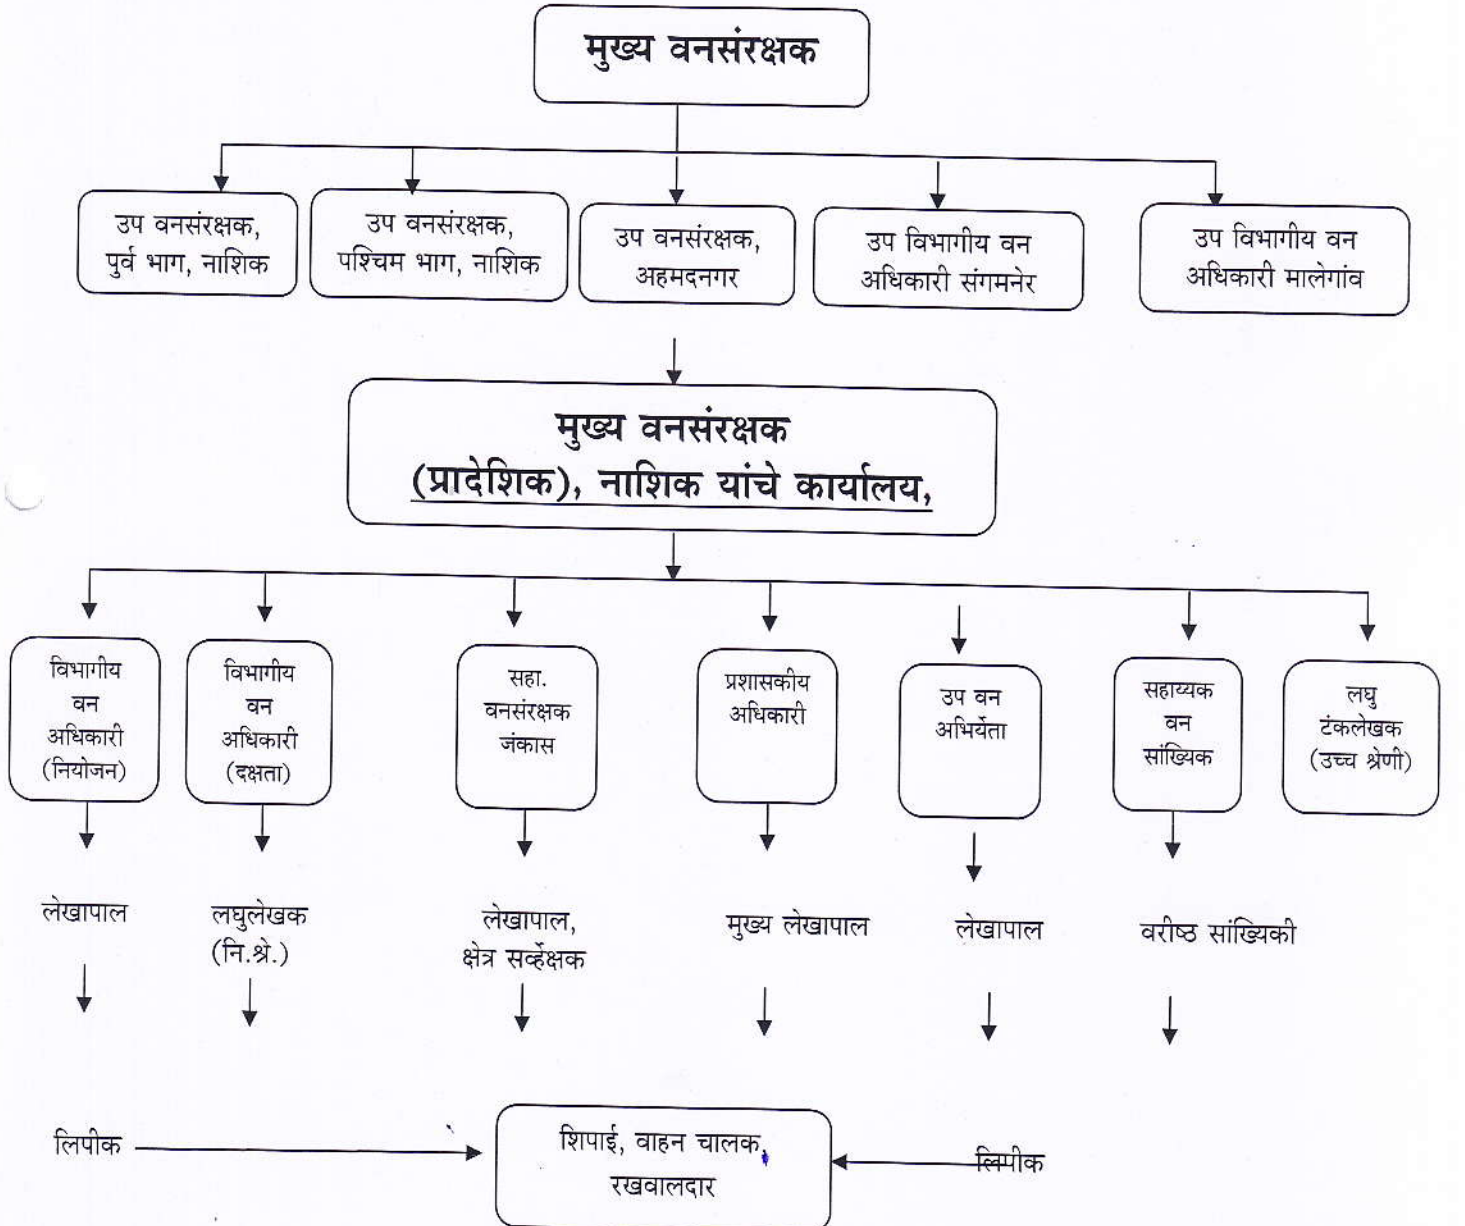 मुख्य वनसंरक्षक
उप वनसंरक्षक,
पुर्व भाग, नाशिक
उप वनसंरक्षक,
पश्चिम भाग, नाशिक
उप वनसंरक्षक,
अहमदनगर
उप विभागीय वन
अधिकारी संगमनेर
उप विभागीय वन
अधिकारी मालेगांव
मुख्य वनसंरक्षक
(प्रादेशिक), नाशिक यांचे कार्यालय,
विभागीय
वन
अधिकारी
(नियोजन)
विभागीय
वन
अधिकारी
(दक्षता)
सहा.
वनसंरक्षक
जंकास
प्रशासकीय
अधिकारी
उप वन
अभिर्येता
सहाय्यक
वन
सांख्यिक
लघु
टंकलेखक
(उच्च श्रेणी)
लेखापाल
लघुलेखक
(नि.श्रे.)
लेखापाल,
क्षेत्र सर्व्हेक्षक
मुख्य लेखापाल
लेखापाल
वरीष्ठ सांख्यिकी
लिपीक
शिपाई, वाहन चालक,
रखवालदार
लिपीक